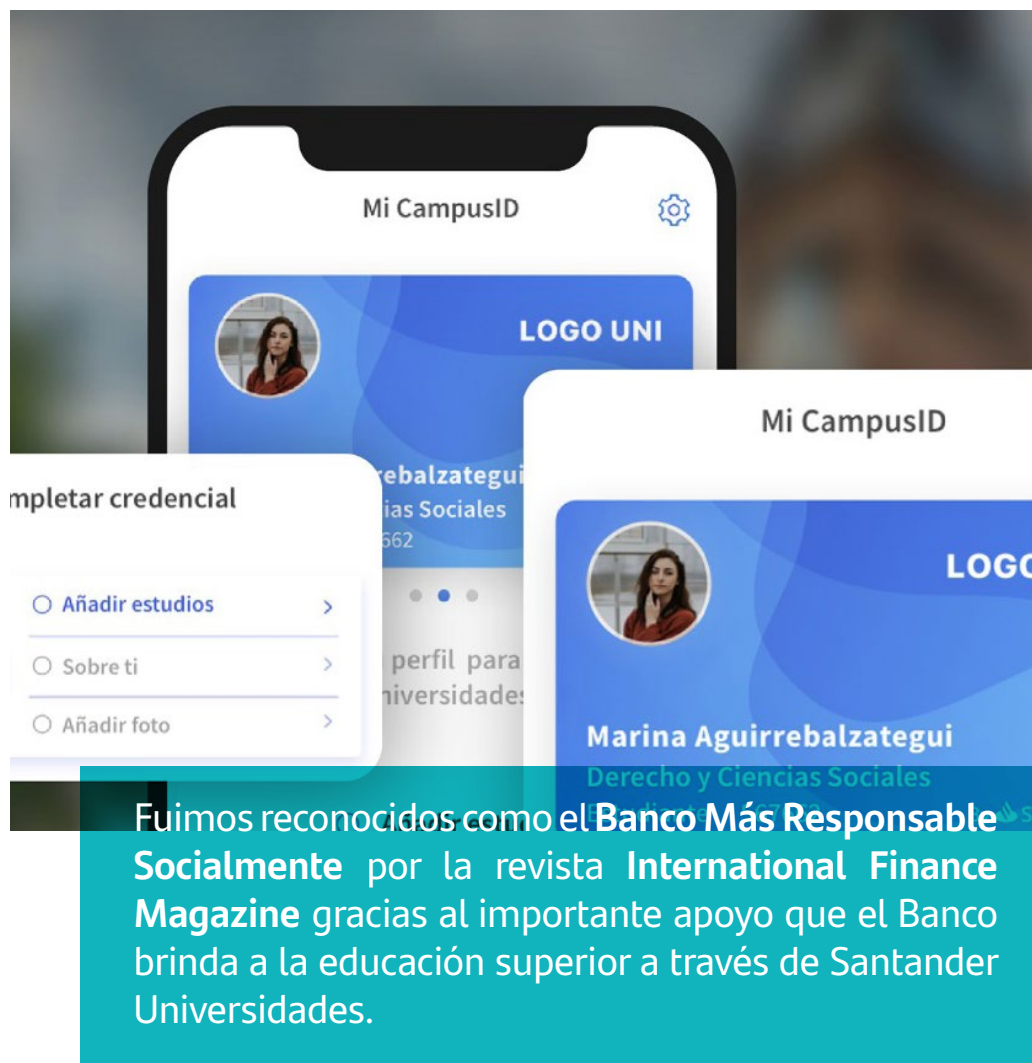 Mi CampusID
LOGO UNI
Mi CampusID
rebalzategui
ias Sociales
662
mpletar credencial
LOGO
Añadir estudios
Sobre ti
Añadir foto
perfil para
niversidades
Marina Aguirrebalzategui
Derecho y Ciencias Sociales
Fuimos reconocidos como el Banco Más Responsable
Socialmente por la revista International Finance
Magazine gracias al importante apoyo que el Banco
brinda a la educación superior a través de Santander
Universidades.